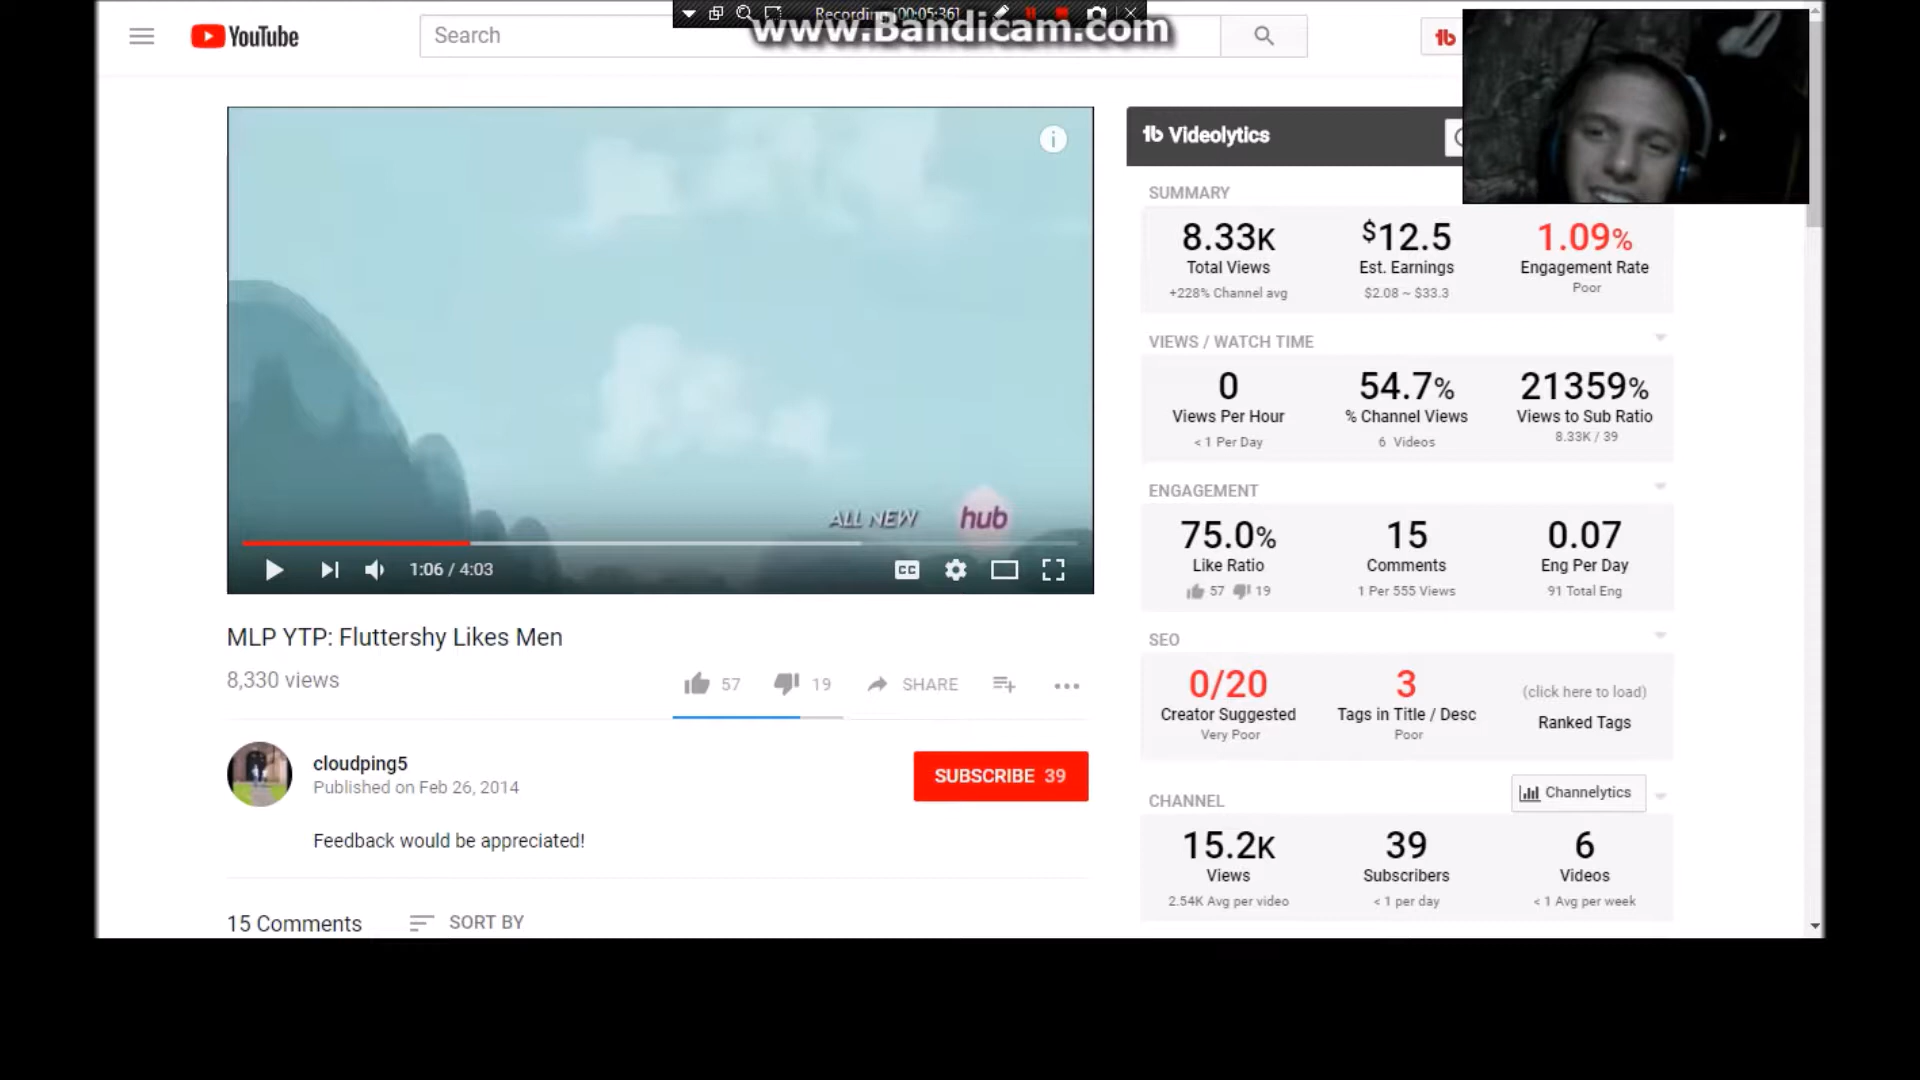 Recording [00:05:36]
www.Bandicam.com
YouTube
Search
ALL NEW
hub
1:06 / 4:03
CC
MLP YTP: Fluttershy Likes Men
8,330 views
57
19
SHARE
cloudping5
Published on Feb 26, 2014
SUBSCRIBE 39
Feedback would be appreciated!
15 Comments
SORT BY
Videolytics
SUMMARY
8.33K
$12.5
1.09%
Total Views
Est. Earnings
Engagement Rate
+228% Channel avg
$2.08 ~ $33.3
Poor
VIEWS / WATCH TIME
0
54.7%
21359%
Views Per Hour
% Channel Views
Views to Sub Ratio
< 1 Per Day
6 Videos
8.33K / 39
ENGAGEMENT
75.0%
15
0.07
Like Ratio
Comments
Eng Per Day
57 19
1 Per 555 Views
91 Total Eng
SEO
0/20
3
(click here to load)
Creator Suggested
Tags in Title / Desc
Ranked Tags
Very Poor
Poor
CHANNEL
Channelytics
15.2K
39
6
Views
Subscribers
Videos
2.54K Avg per video
< 1 per day
< 1 Avg per week